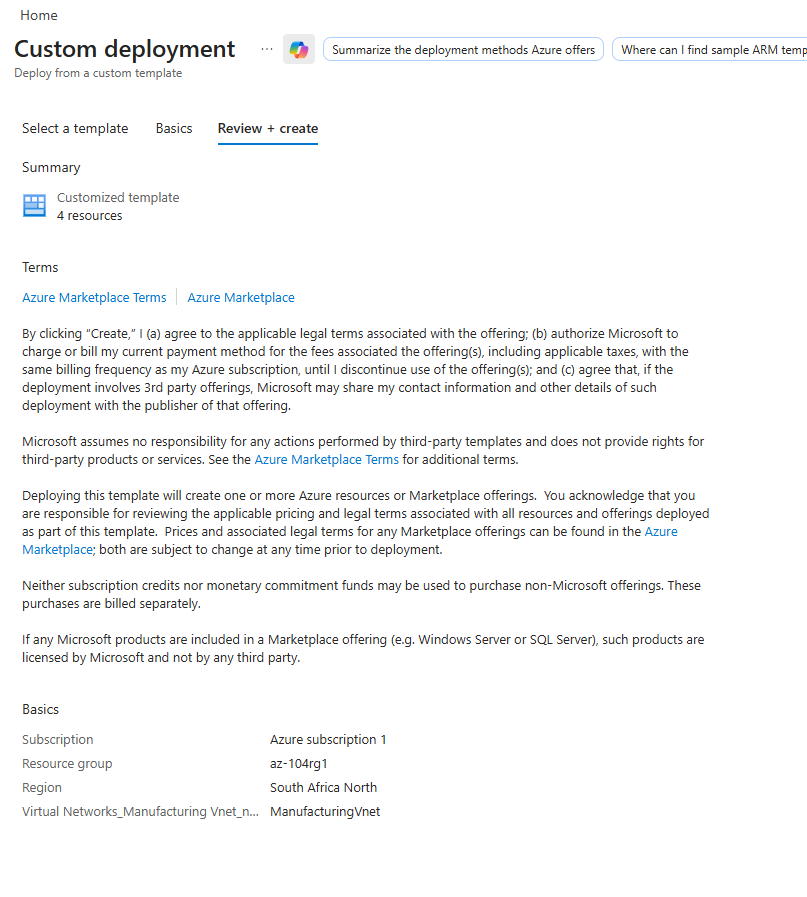 Home
Custom deployment
...
Summarize the deployment methods Azure offers
Where can I find sample ARM temp
Deploy from a custom template
Select a template
Basics
Review + create
Summary
Customized template
4 resources
Terms
Azure Marketplace Terms
Azure Marketplace
By clicking “Create,” I (a) agree to the applicable legal terms associated with the offering; (b) authorize Microsoft to
charge or bill my current payment method for the fees associated the offering(s), including applicable taxes, with the
same billing frequency as my Azure subscription, until I discontinue use of the offering(s); and (c) agree that, if the
deployment involves 3rd party offerings, Microsoft may share my contact information and other details of such
deployment with the publisher of that offering.
Microsoft assumes no responsibility for any actions performed by third-party templates and does not provide rights for
third-party products or services. See the Azure Marketplace Terms for additional terms.
Deploying this template will create one or more Azure resources or Marketplace offerings.  You acknowledge that you
are responsible for reviewing the applicable pricing and legal terms associated with all resources and offerings deployed
as part of this template.  Prices and associated legal terms for any Marketplace offerings can be found in the Azure
Marketplace; both are subject to change at any time prior to deployment.
Neither subscription credits nor monetary commitment funds may be used to purchase non-Microsoft offerings. These
purchases are billed separately.
If any Microsoft products are included in a Marketplace offering (e.g. Windows Server or SQL Server), such products are
licensed by Microsoft and not by any third party.
Basics
Subscription Azure subscription 1
Resource group az-104rg1
Region South Africa North
Virtual Networks_Manufacturing Vnet_n... ManufacturingVnet